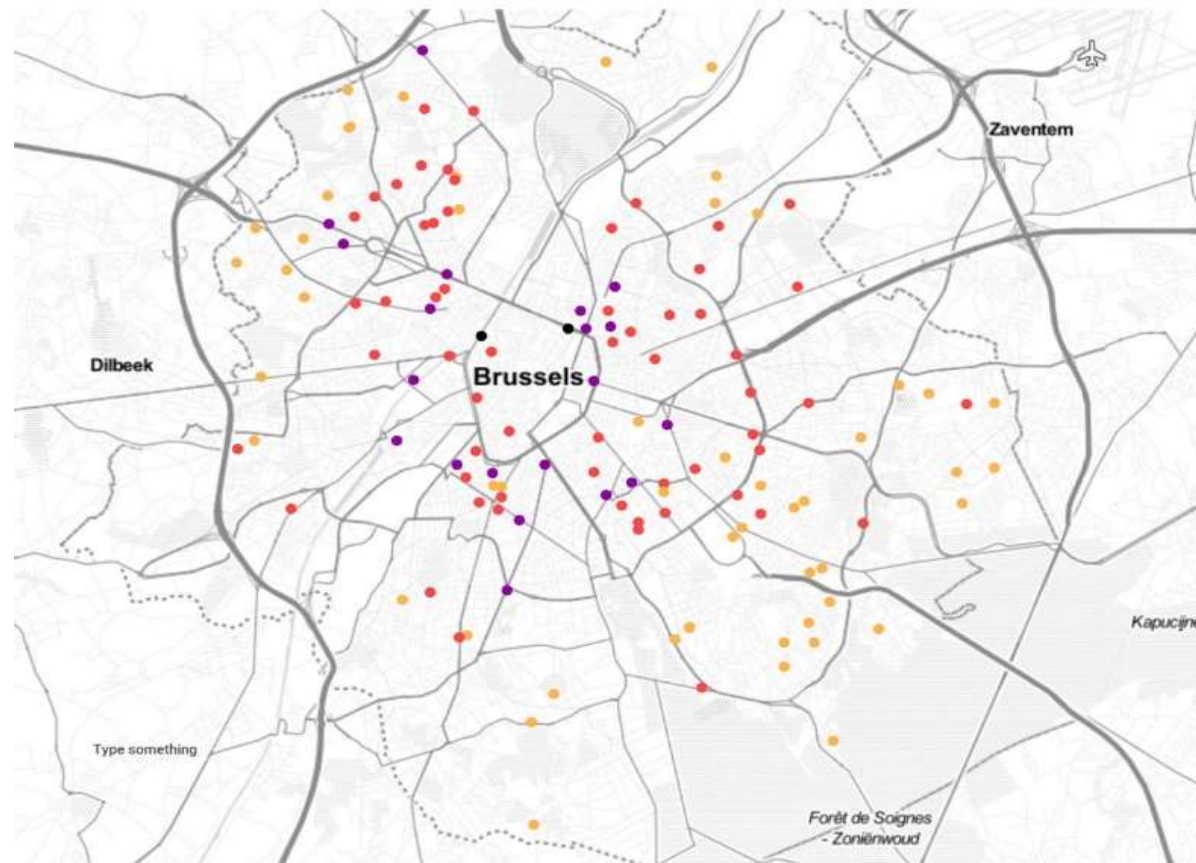 Zaventem
Dilbeek
Brussels
Kapucijne
Type something
Forêt de Soignes
- Zoniënwoud